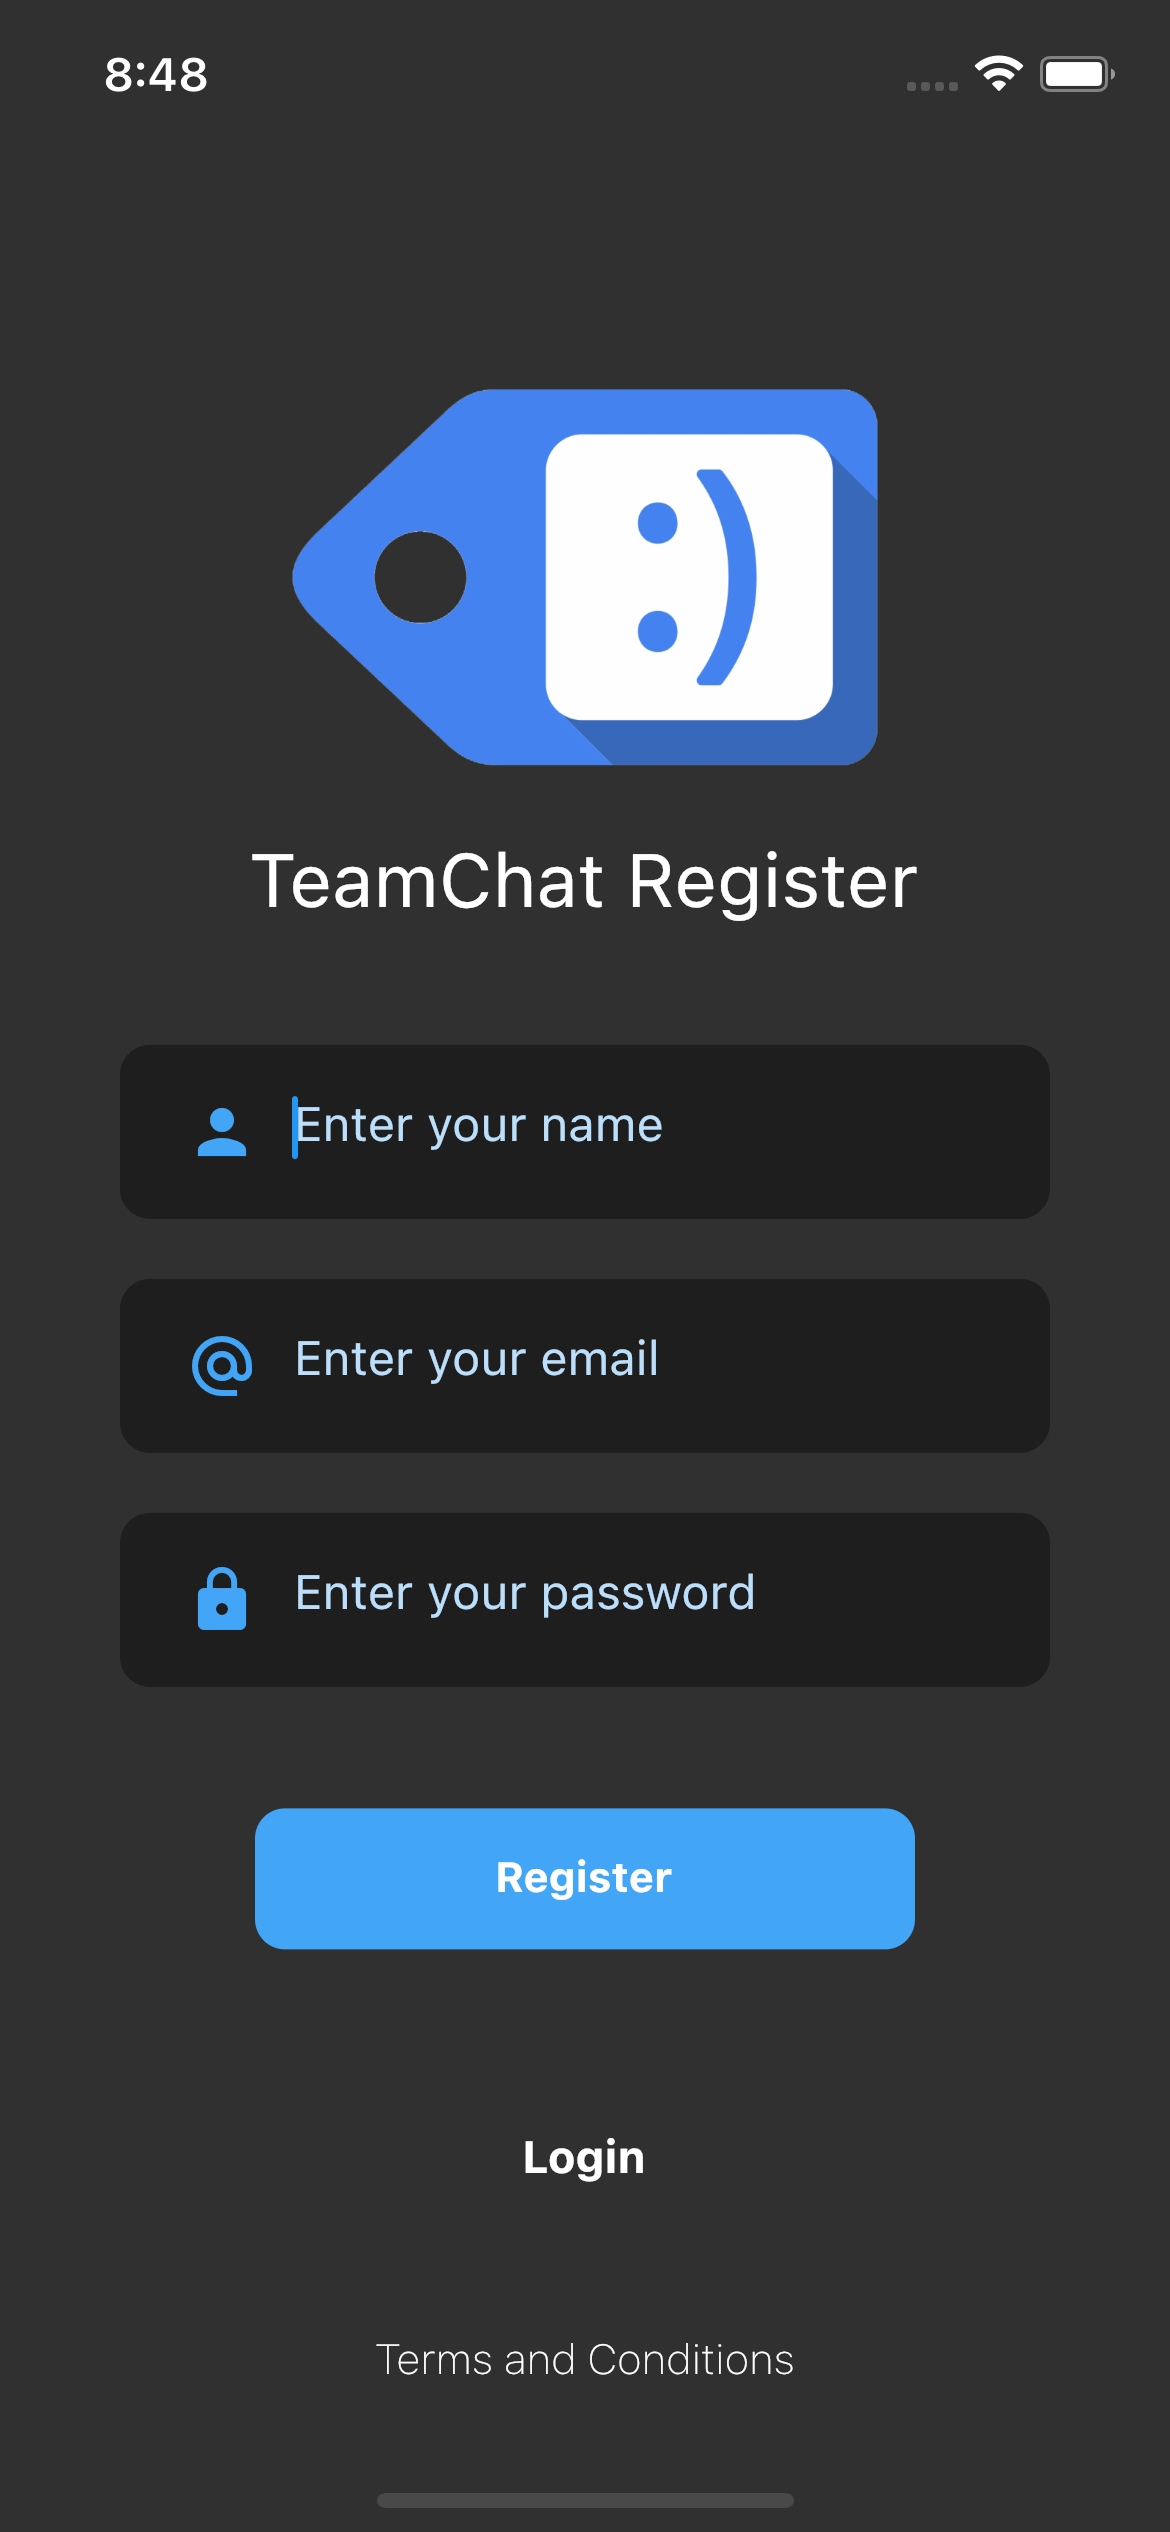 8:48
:)
TeamChat Register
Enter your name
Enter your email
Enter your password
Register
Login
Terms and Conditions